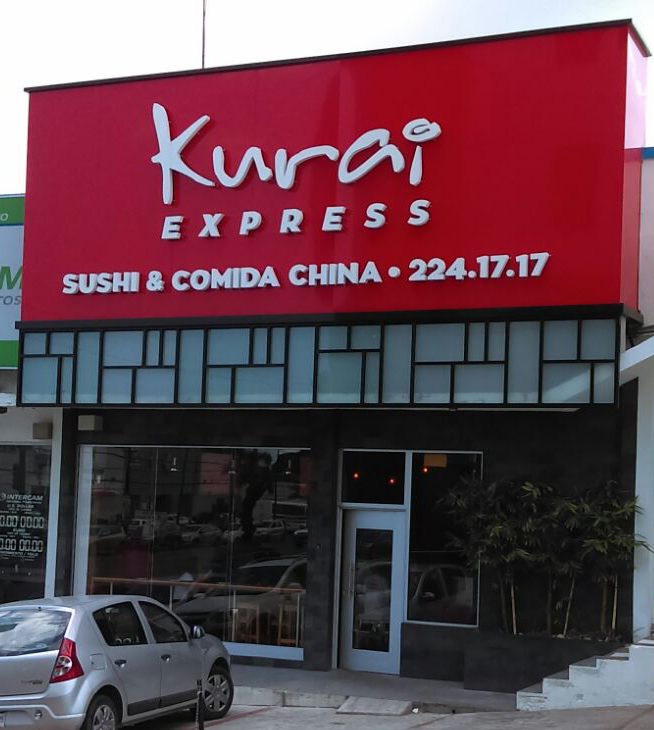 Kurai
EXPRESS
SUSHI & COMIDA CHINA • 224.17.17
INTERCAM